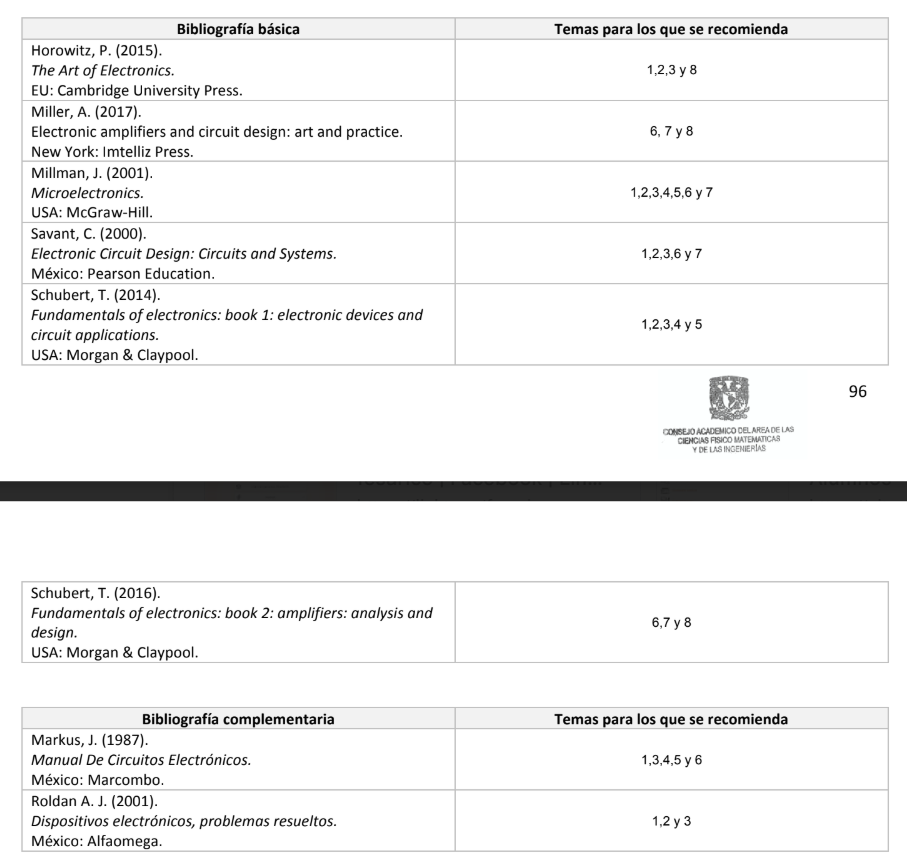 Bibliografía básica
Temas para los que se recomienda
Horowitz, P. (2015).
The Art of Electronics.
EU: Cambridge University Press.
1,2,3 y 8
Miller, A. (2017).
Electronic amplifiers and circuit design: art and practice.
New York: Imtelliz Press.
6, 7 y 8
Millman, J. (2001).
Microelectronics.
USA: McGraw-Hill.
1,2,3,4,5,6 y 7
Savant, C. (2000).
Electronic Circuit Design: Circuits and Systems.
México: Pearson Education.
1,2,3,6 y 7
Schubert, T. (2014).
Fundamentals of electronics: book 1: electronic devices and
circuit applications.
USA: Morgan & Claypool.
1,2,3,4 y 5
96
CONSEJO ACADEMICO DEL AREA DE LAS
CIENCIAS FISICO MATEMATICAS
Y DE LAS INGENIERÍAS
Schubert, T. (2016).
Fundamentals of electronics: book 2: amplifiers: analysis and
design.
USA: Morgan & Claypool.
6,7 y 8
Bibliografía complementaria
Temas para los que se recomienda
Markus, J. (1987).
Manual De Circuitos Electrónicos.
México: Marcombo.
1,3,4,5 y 6
Roldan A. J. (2001).
Dispositivos electrónicos, problemas resueltos.
México: Alfaomega.
1,2 y 3